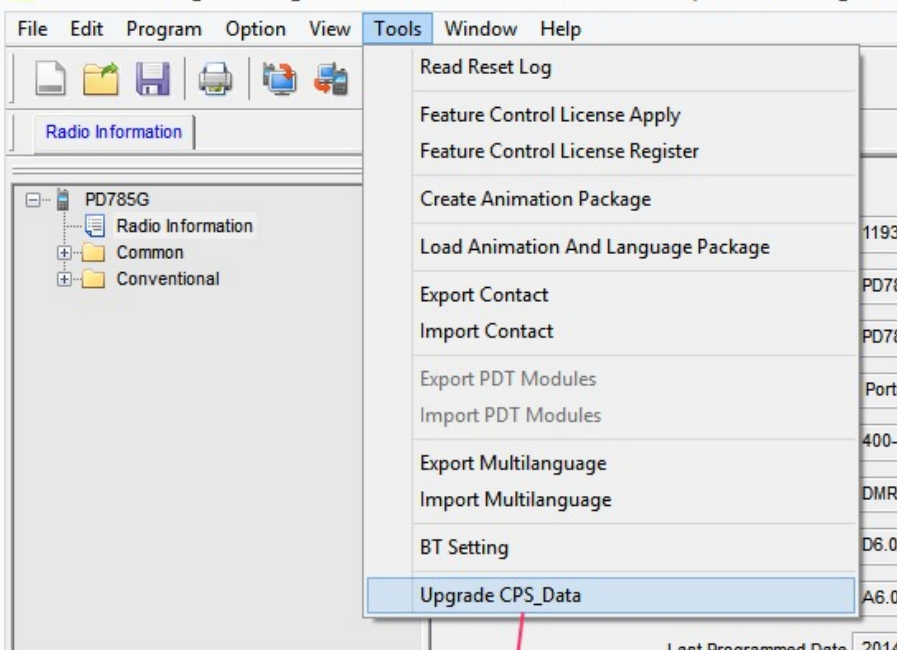 File Edit Program Option View Tools Window Help
Read Reset Log
Feature Control License Apply
Feature Control License Register
Create Animation Package
Load Animation And Language Package
Export Contact
Import Contact
Export PDT Modules
Import PDT Modules
Export Multilanguage
Import Multilanguage
BT Setting
Upgrade CPS_Data
Radio Information
PD785G
Radio Information
Common
Conventional
1193
PD78
PD78
Port
400-
DMR
D6.0
A6.0
Last Programmed Date 2014